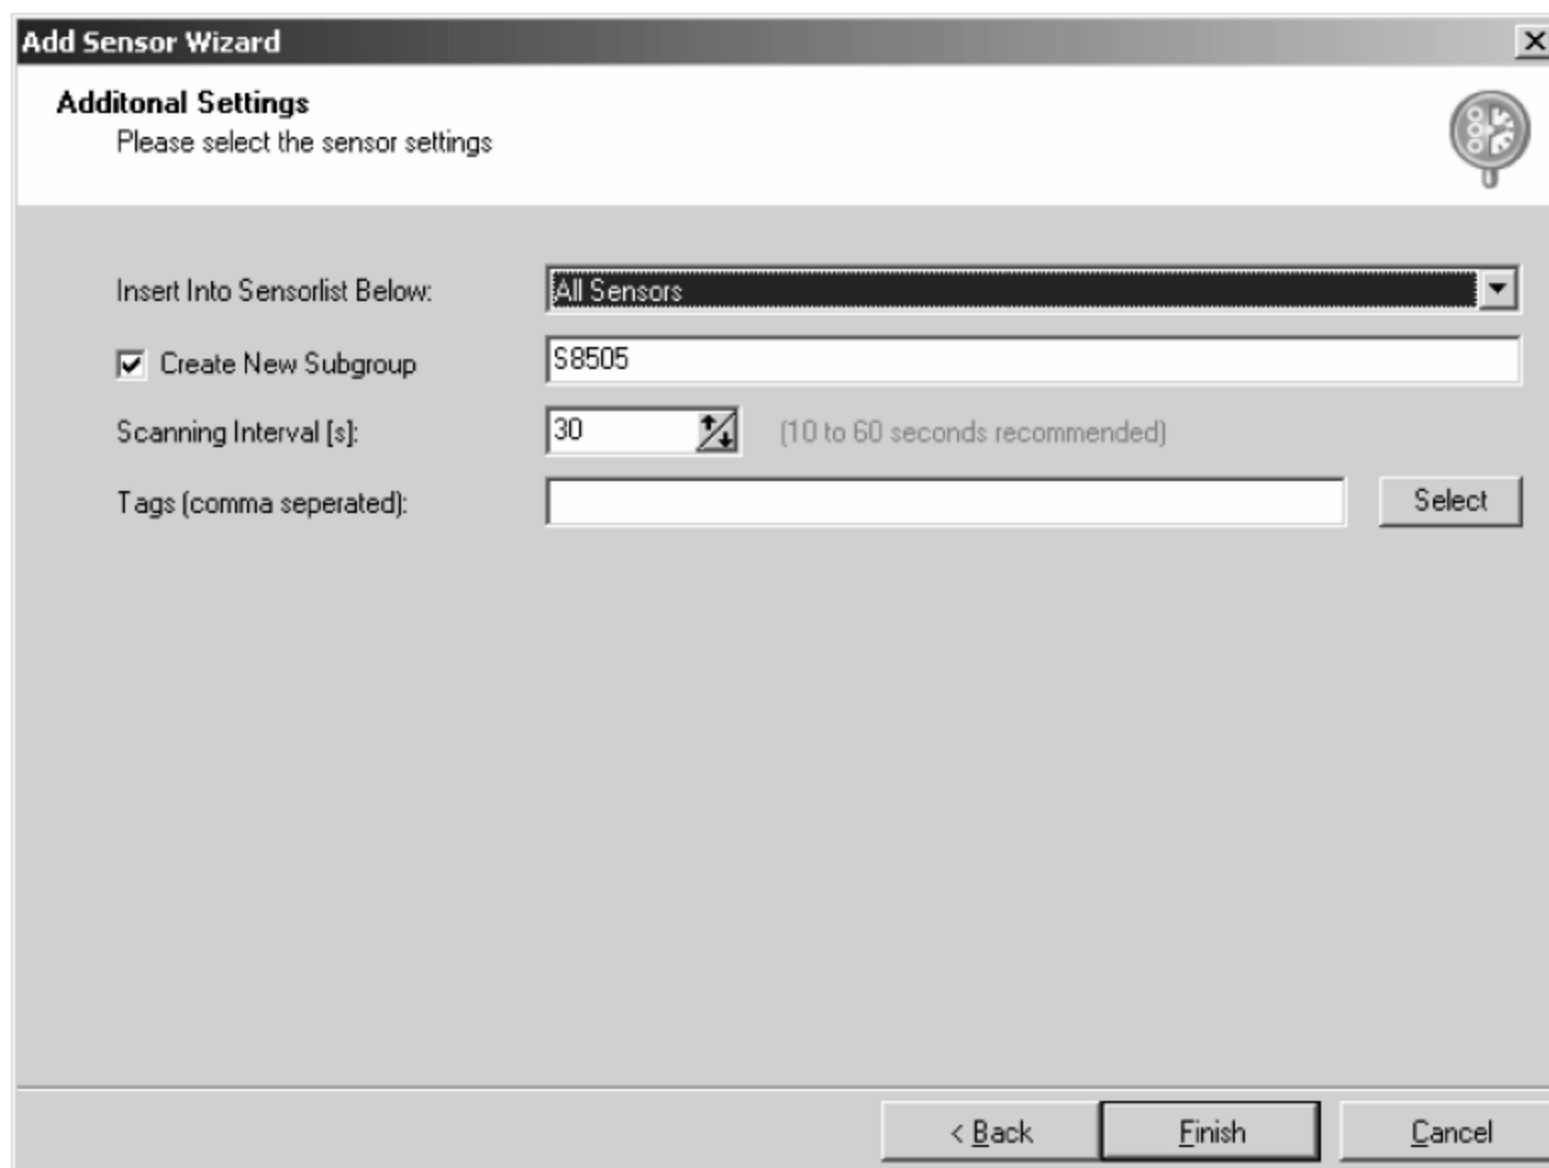 Add Sensor Wizard
Additonal Settings
Please select the sensor settings
Insert Into Sensorlist Below: All Sensors
Create New Subgroup S8505
Scanning Interval [s]: 30 (10 to 60 seconds recommended)
Tags (comma seperated): Select
< Back Finish Cancel